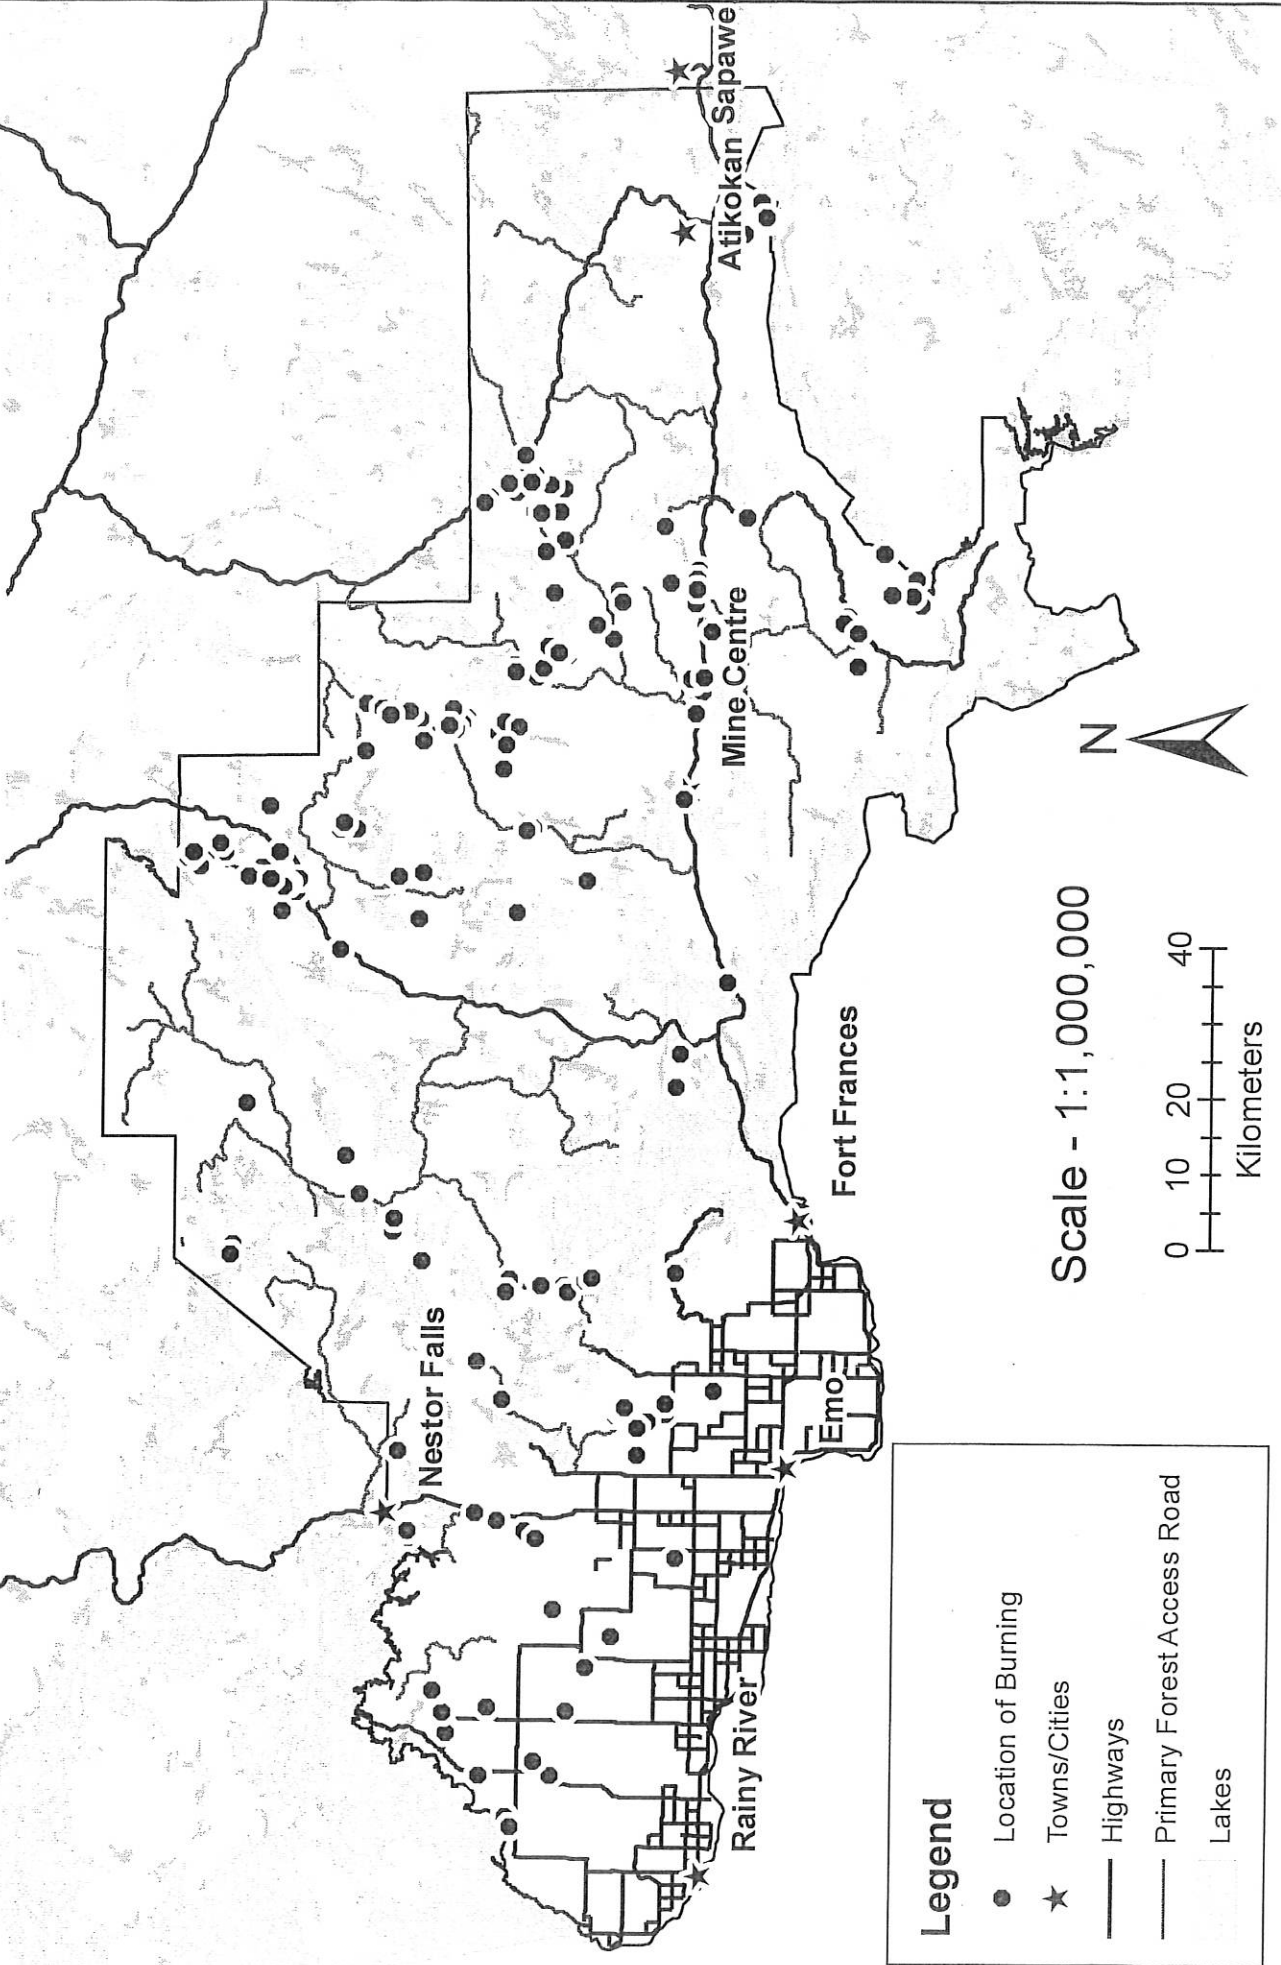 Sapawe
Atikokan
Mine Centre
Nestor Falls
Fort Frances
Emo
Rainy River
N
Scale - 1:1,000,000
0 10 20 40
Kilometers
Legend
Location of Burning
Towns/Cities
Highways
Primary Forest Access Road
Lakes